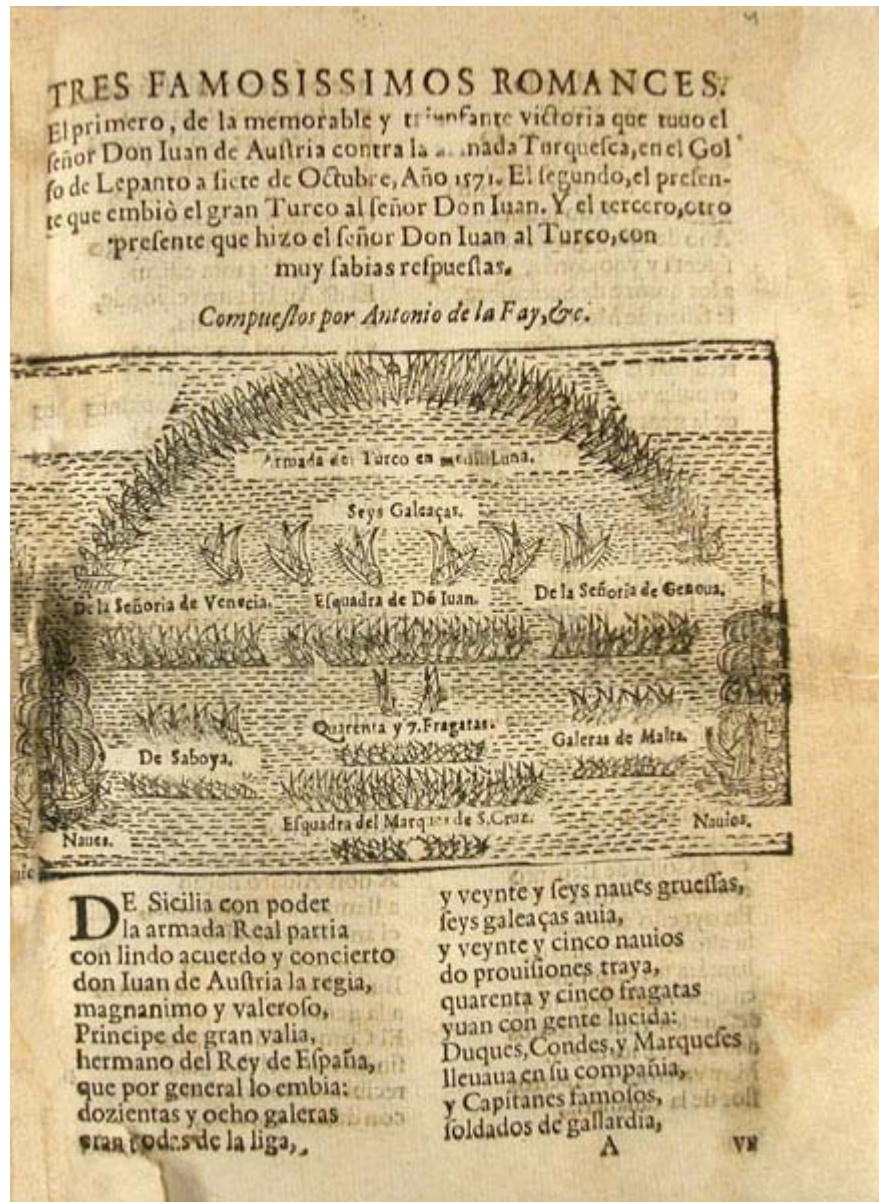 TRES FAMOSISSIMOS ROMANCES.
El primero, de la memorable y triunfante victoria que tuuo el
ſeñor Don Iuan de Auſtria contra la armada Turqueſca, en el Gol
fo de Lepanto a ſiete de Octubre, Año 1571. El ſegundo, el preſen-
te que embiò el gran Turco al ſeñor Don Iuan. Y el tercero, otro
preſente que hizo el ſeñor Don Iuan al Turco, con
muy ſabias reſpueſtas.
Compueſtos por Antonio de la Fay, &c.
Armada del Turco en media Luna.
Seys Galeaças.
De la Señoria de Venecia.
Eſquadra de Dõ Iuan.
De la Señoria de Genoua.
Quarenta y 7. Fragatas.
De Saboya.
Galeras de Malta.
Eſquadra del Marques de S. Cruz.
Naues.
Nauios.
DE Sicilia con poder
la armada Real partia
con lindo acuerdo y concierto
don Iuan de Auſtria la regia,
magnanimo y valeroſo,
Principe de gran valia,
hermano del Rey de Eſpaña,
que por general lo embia:
dozientas y ocho galeras
eran todas de la liga,
y veynte y ſeys naues grueſſas,
ſeys galeaças auia,
y veynte y cinco nauios
do prouiſiones traya,
quarenta y cinco fragatas
yuan con gente lucida:
Duques, Condes, y Marqueſes
lleuaua en ſu compañia,
y Capitanes famoſos,
ſoldados de gallardia,
A